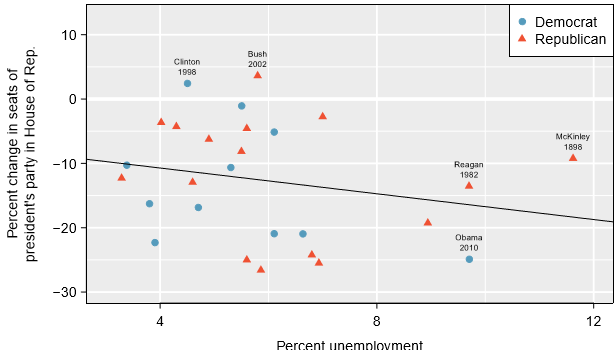 Democrat
Republican
Percent change in seats of
president's party in House of Rep.
10
0
−10
−20
−30
Clinton
1998
Bush
2002
McKinley
1898
Reagan
1982
Obama
2010
4
8
12
Percent unemployment